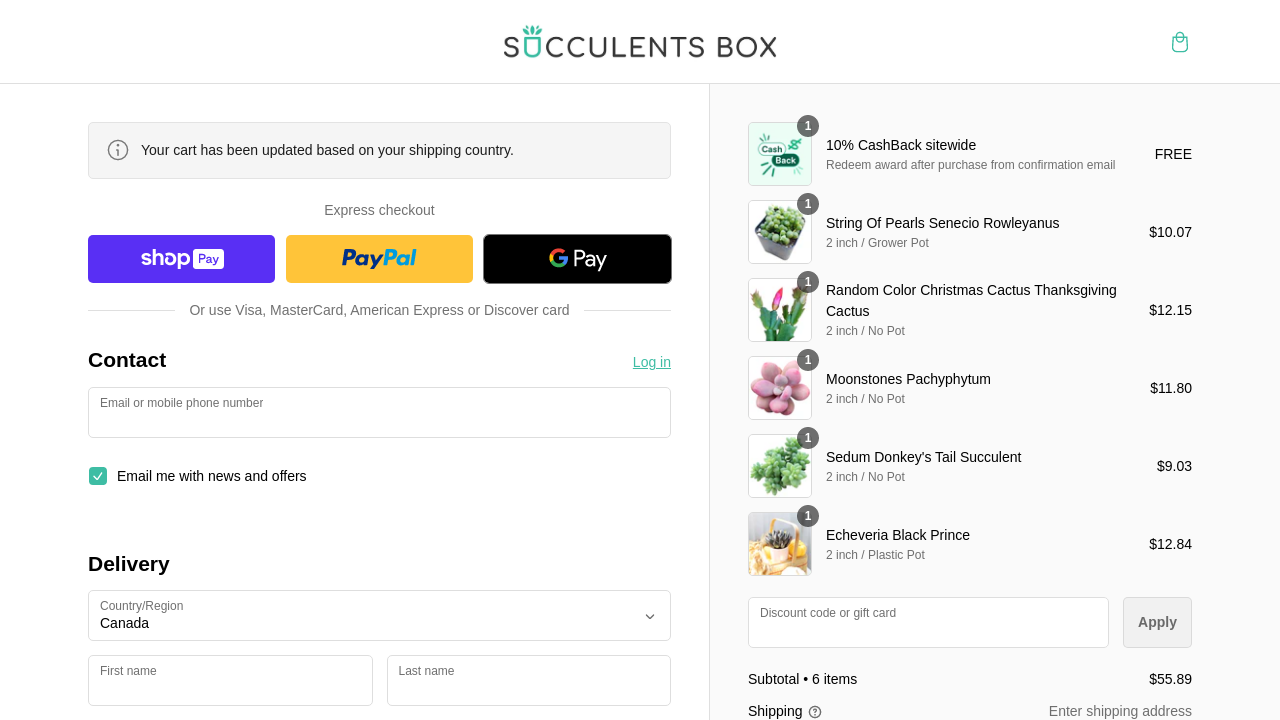 SUCCULENTS BOX
Your cart has been updated based on your shipping country.
Express checkout
shop Pay
PayPal
G Pay
Or use Visa, MasterCard, American Express or Discover card
Contact
Log in
Email or mobile phone number
Email me with news and offers
Delivery
Country/Region
Canada
First name
Last name
1
Cash Back
10% CashBack sitewide
Redeem award after purchase from confirmation email
FREE
1
String Of Pearls Senecio Rowleyanus
2 inch / Grower Pot
$10.07
1
Random Color Christmas Cactus Thanksgiving
Cactus
2 inch / No Pot
$12.15
1
Moonstones Pachyphytum
2 inch / No Pot
$11.80
1
Sedum Donkey's Tail Succulent
2 inch / No Pot
$9.03
1
Echeveria Black Prince
2 inch / Plastic Pot
$12.84
Discount code or gift card
Apply
Subtotal • 6 items
$55.89
Shipping
Enter shipping address